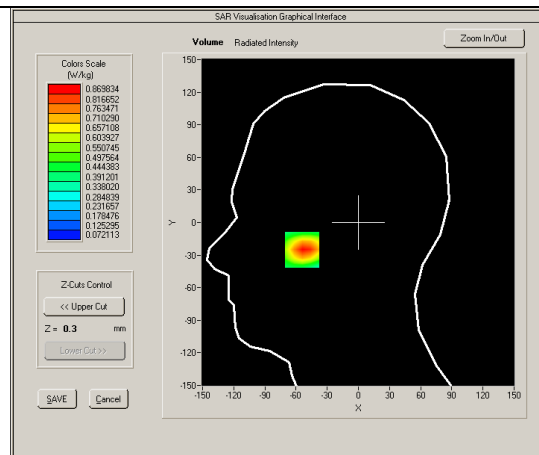 SAR Visualisation Graphical Interface
Volume Radiated Intensity
Zoom In/Out
Colors Scale
(W/kg)
0.869834
0.816652
0.763471
0.710290
0.657108
0.603927
0.550745
0.497564
0.444383
0.391201
0.338020
0.284839
0.231657
0.178476
0.125295
0.072113
Z-Cuts Control
<< Upper Cut
Z = 0.3 mm
Lower Cut >>
SAVE Cancel
150
120
90
60
30
0
-30
-60
-90
-120
-150
Y
-150 -120 -90 -60 -30 0 30 60 90 120 150
X